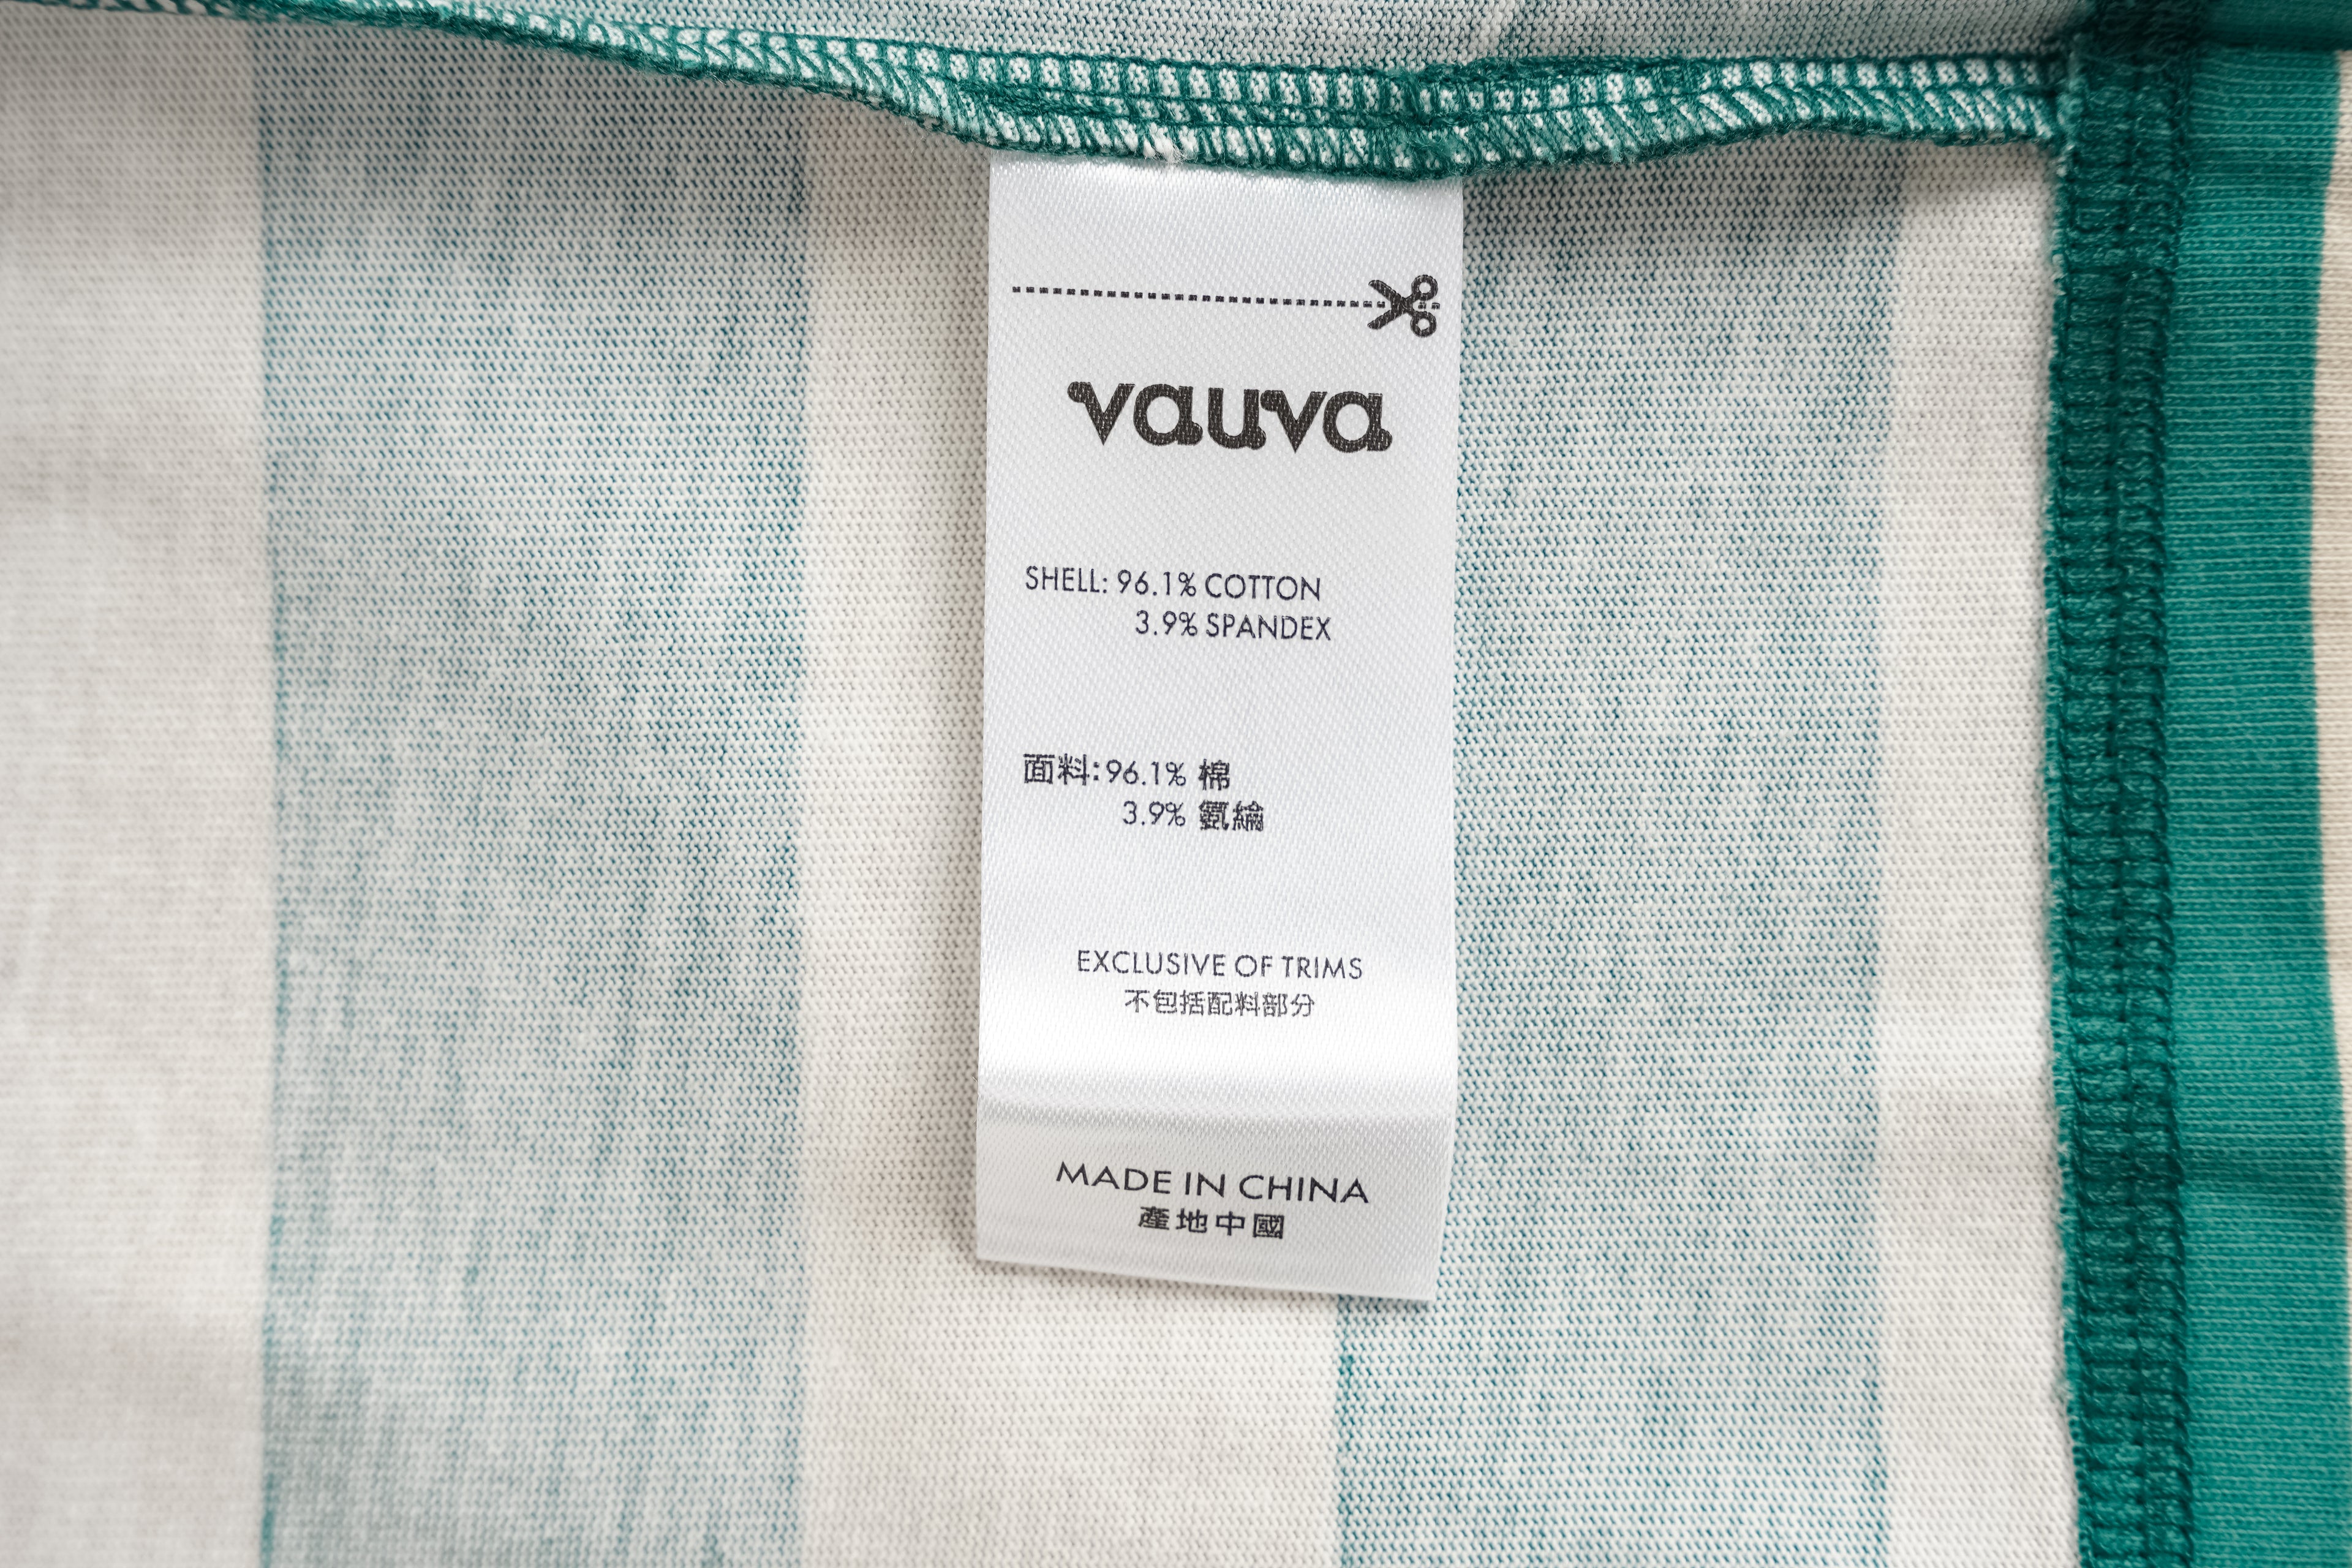 vauva
SHELL: 96.1% COTTON
3.9% SPANDEX
面料:96.1% 棉
3.9% 氨綸
EXCLUSIVE OF TRIMS
不包括配料部分
MADE IN CHINA
產地中國